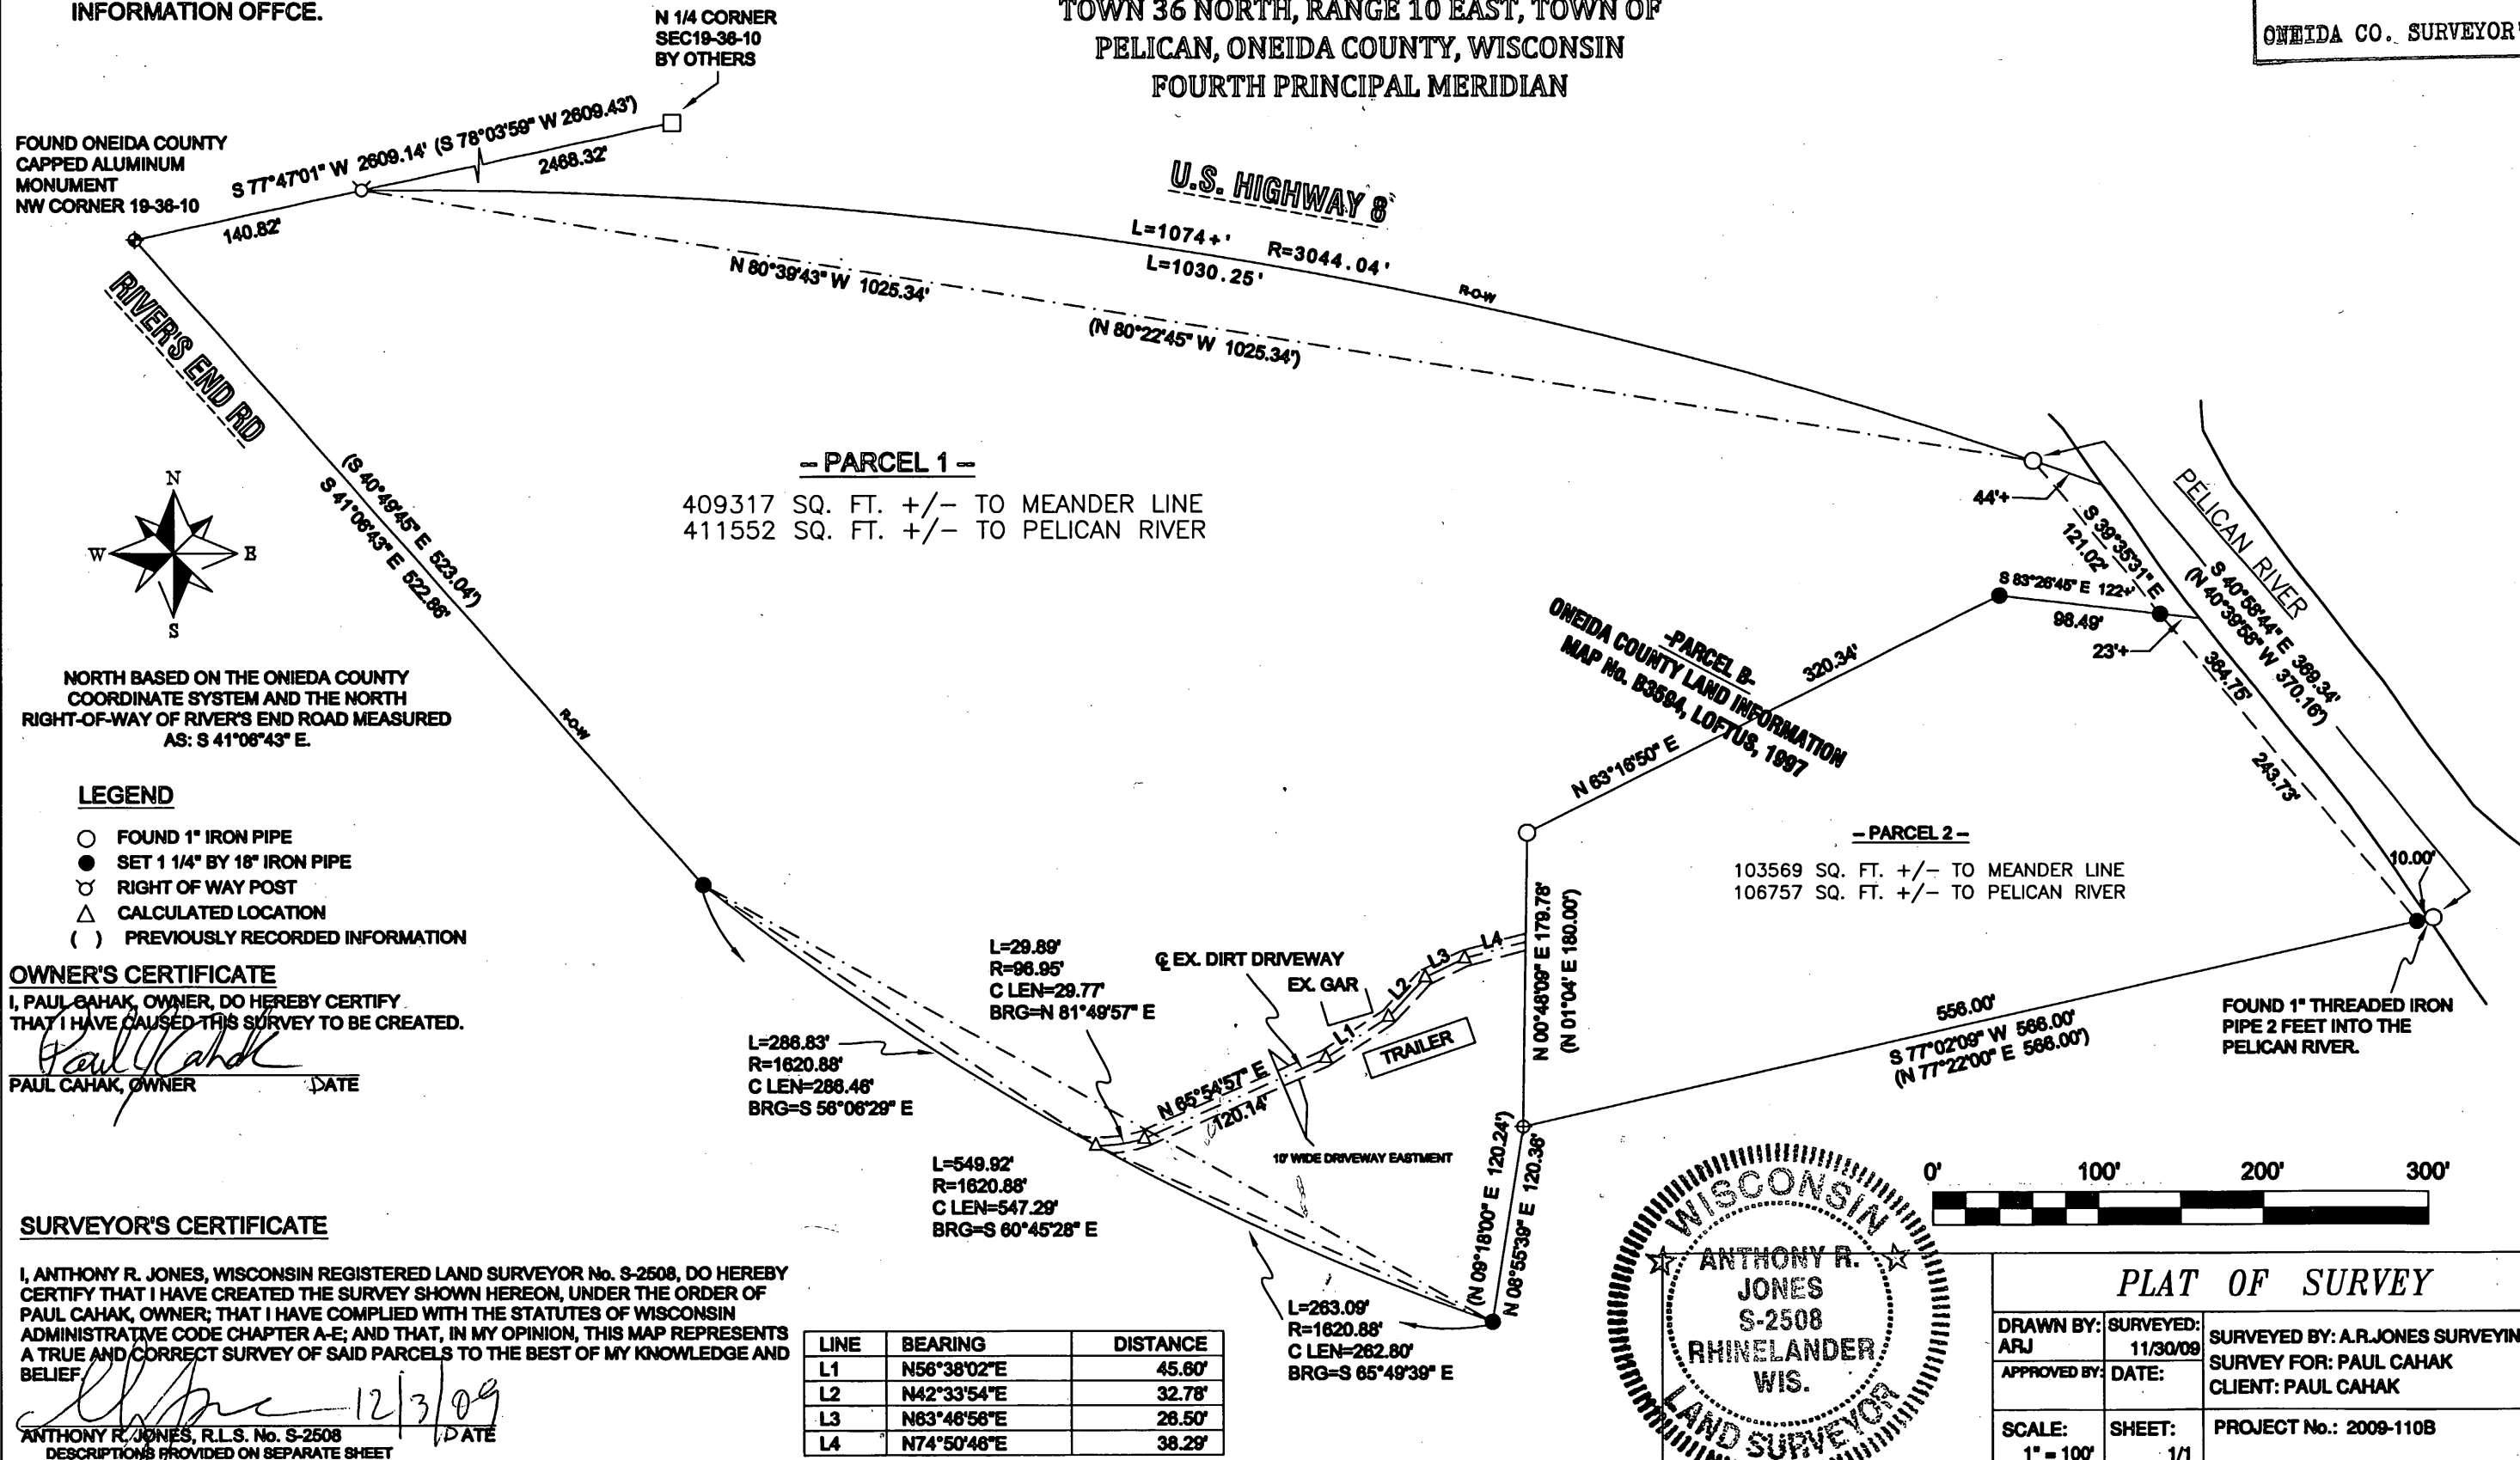 INFORMATION OFFCE.
N 1/4 CORNER
SEC19-36-10
BY OTHERS
TOWN 36 NORTH, RANGE 10 EAST, TOWN OF
PELICAN, ONEIDA COUNTY, WISCONSIN
FOURTH PRINCIPAL MERIDIAN
ONEIDA CO. SURVEYOR'
FOUND ONEIDA COUNTY
CAPPED ALUMINUM
MONUMENT
NW CORNER 19-36-10
S 77°47'01" W 2609.14' (S 78°03'59" W 2609.43')
2468.32'
140.82'
U.S. HIGHWAY 8
L=1074+' R=3044.04'
L=1030.25'
R-O-W
N 80°39'43" W 1025.34'
(N 80°22'45" W 1025.34')
RIVER'S END RD
(S 40°49'45" E 523.04')
S 41°06'43" E 522.86'
R-O-W
-- PARCEL 1 --
409317 SQ. FT. +/- TO MEANDER LINE
411552 SQ. FT. +/- TO PELICAN RIVER
N
W E
S
NORTH BASED ON THE ONIEDA COUNTY
COORDINATE SYSTEM AND THE NORTH
RIGHT-OF-WAY OF RIVER'S END ROAD MEASURED
AS: S 41°06'43" E.
44'+
S 39°35'31" E
121.02'
PELICAN RIVER
S 40°58'44" E 369.34'
(N 40°39'58" W 370.16')
S 83°26'45" E 122+'
98.49'
23'+
364.75'
243.73'
10.00'
-PARCEL B-
ONEIDA COUNTY LAND INFORMATION
MAP No. B3594, LOFTUS, 1997
320.34'
N 63°16'50" E
LEGEND
FOUND 1" IRON PIPE
SET 1 1/4" BY 18" IRON PIPE
RIGHT OF WAY POST
CALCULATED LOCATION
( ) PREVIOUSLY RECORDED INFORMATION
-- PARCEL 2 --
103569 SQ. FT. +/- TO MEANDER LINE
106757 SQ. FT. +/- TO PELICAN RIVER
N 00°48'09" E 179.78'
(N 01°04' E 180.00')
OWNER'S CERTIFICATE
I, PAUL CAHAK, OWNER, DO HEREBY CERTIFY
THAT I HAVE CAUSED THIS SURVEY TO BE CREATED.
Paul J Cahak
PAUL CAHAK, OWNER DATE
L=29.89'
R=96.95'
C LEN=29.77'
BRG=N 81°49'57" E
℄ EX. DIRT DRIVEWAY
EX. GAR
L1
L2
L3
L4
TRAILER
L=286.83'
R=1620.88'
C LEN=286.46'
BRG=S 56°06'29" E
N 65°54'57" E
120.14'
10' WIDE DRIVEWAY EASTMENT
L=549.92'
R=1620.88'
C LEN=547.29'
BRG=S 60°45'28" E
556.00'
S 77°02'09" W 566.00'
(N 77°22'00" E 566.00')
FOUND 1" THREADED IRON
PIPE 2 FEET INTO THE
PELICAN RIVER.
(N 09°18'00" E 120.24')
N 08°55'39" E 120.36'
L=263.09'
R=1620.88'
C LEN=262.80'
BRG=S 65°49'39" E
0' 100' 200' 300'
SURVEYOR'S CERTIFICATE
I, ANTHONY R. JONES, WISCONSIN REGISTERED LAND SURVEYOR No. S-2508, DO HEREBY
CERTIFY THAT I HAVE CREATED THE SURVEY SHOWN HEREON, UNDER THE ORDER OF
PAUL CAHAK, OWNER; THAT I HAVE COMPLIED WITH THE STATUTES OF WISCONSIN
ADMINISTRATIVE CODE CHAPTER A-E; AND THAT, IN MY OPINION, THIS MAP REPRESENTS
A TRUE AND CORRECT SURVEY OF SAID PARCELS TO THE BEST OF MY KNOWLEDGE AND
BELIEF.
12/3/09
ANTHONY R. JONES, R.L.S. No. S-2508 DATE
DESCRIPTIONS PROVIDED ON SEPARATE SHEET
LINE BEARING DISTANCE
L1 N56°38'02"E 45.60'
L2 N42°33'54"E 32.78'
L3 N63°46'56"E 26.50'
L4 N74°50'46"E 38.29'
WISCONSIN
ANTHONY R.
JONES
S-2508
RHINELANDER
WIS.
LAND SURVEYOR
PLAT OF SURVEY
DRAWN BY: ARJ
SURVEYED: 11/30/09
SURVEYED BY: A.R.JONES SURVEYIN
SURVEY FOR: PAUL CAHAK
CLIENT: PAUL CAHAK
APPROVED BY: DATE:
SCALE: 1" = 100'
SHEET: 1/1
PROJECT No.: 2009-110B